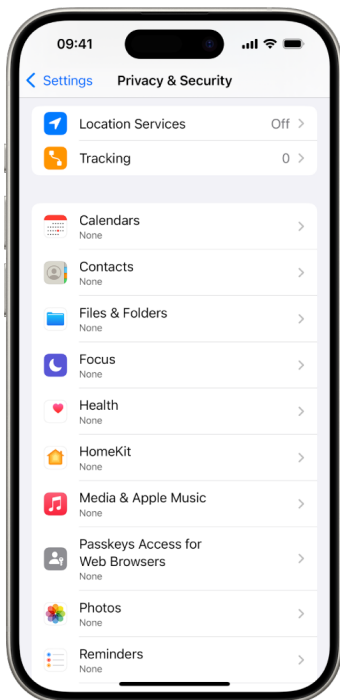 09:41
Settings Privacy & Security
Location Services Off
Tracking 0
Calendars
None
Contacts
None
Files & Folders
None
Focus
None
Health
None
HomeKit
None
Media & Apple Music
None
Passkeys Access for
Web Browsers
None
Photos
None
Reminders
None